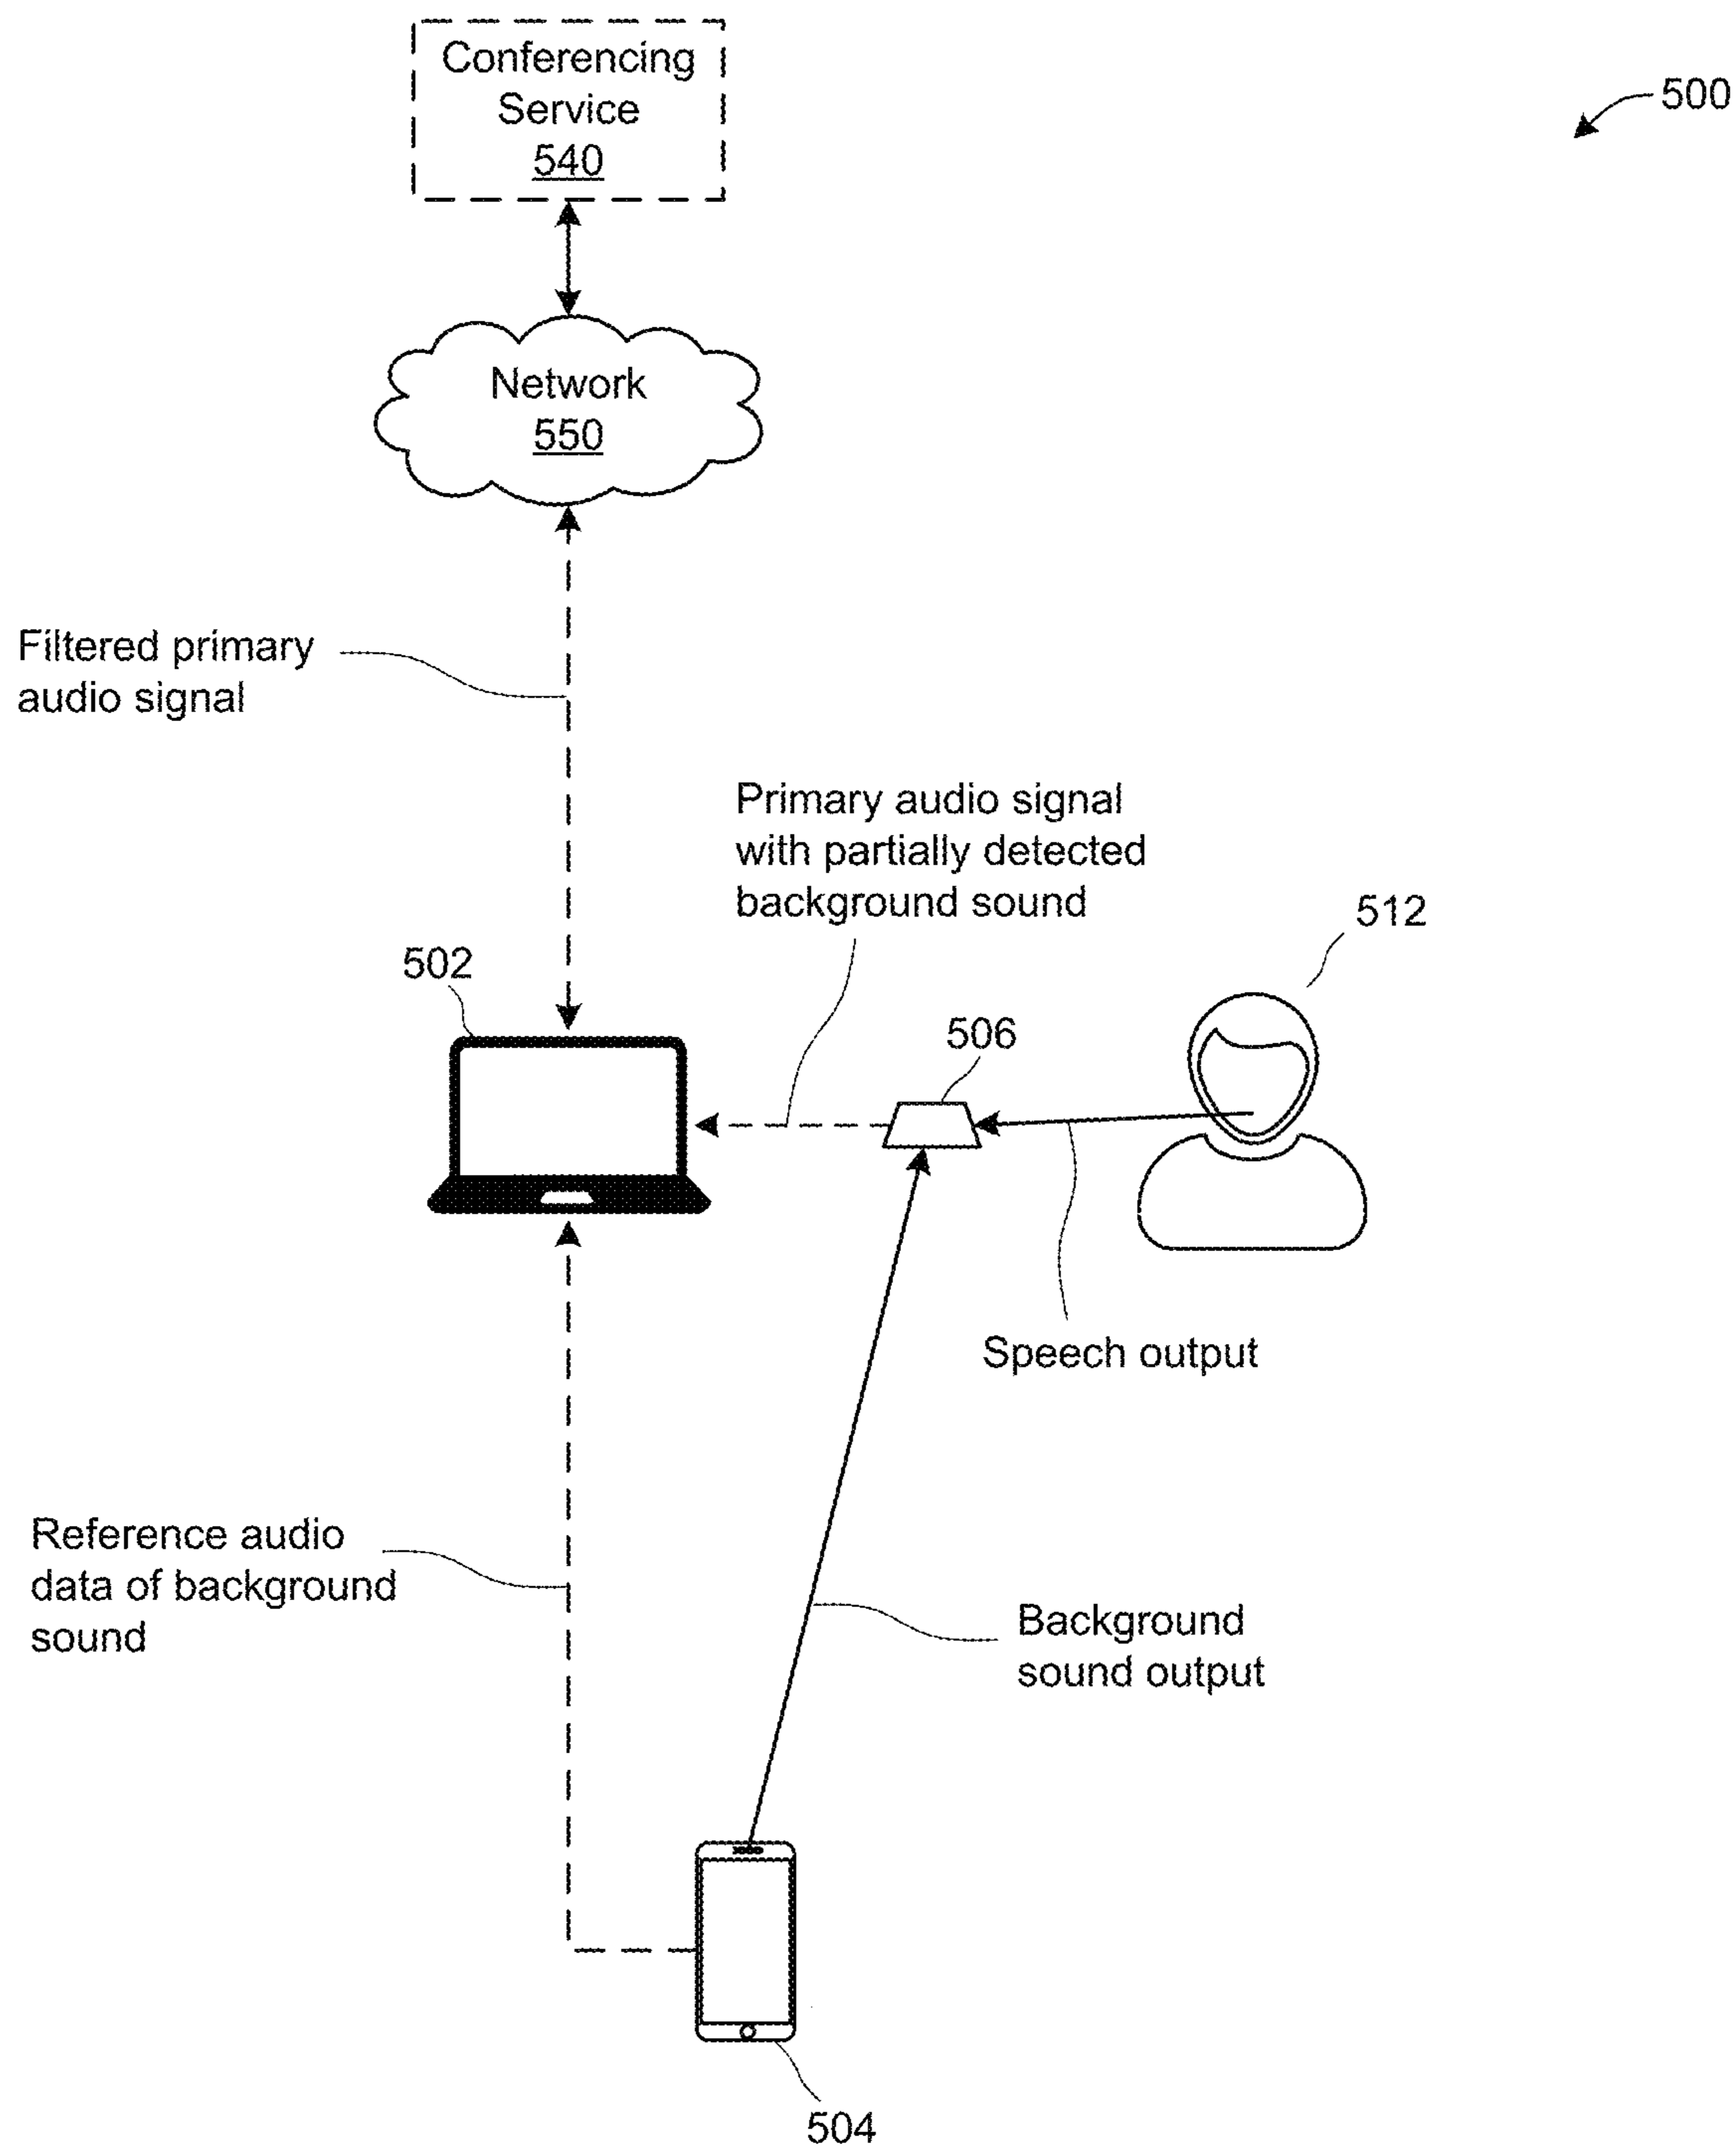 Conferencing
Service
540
500
Network
550
Filtered primary
audio signal
Primary audio signal
with partially detected
background sound
512
502
506
Speech output
Reference audio
data of background
sound
Background
sound output
504